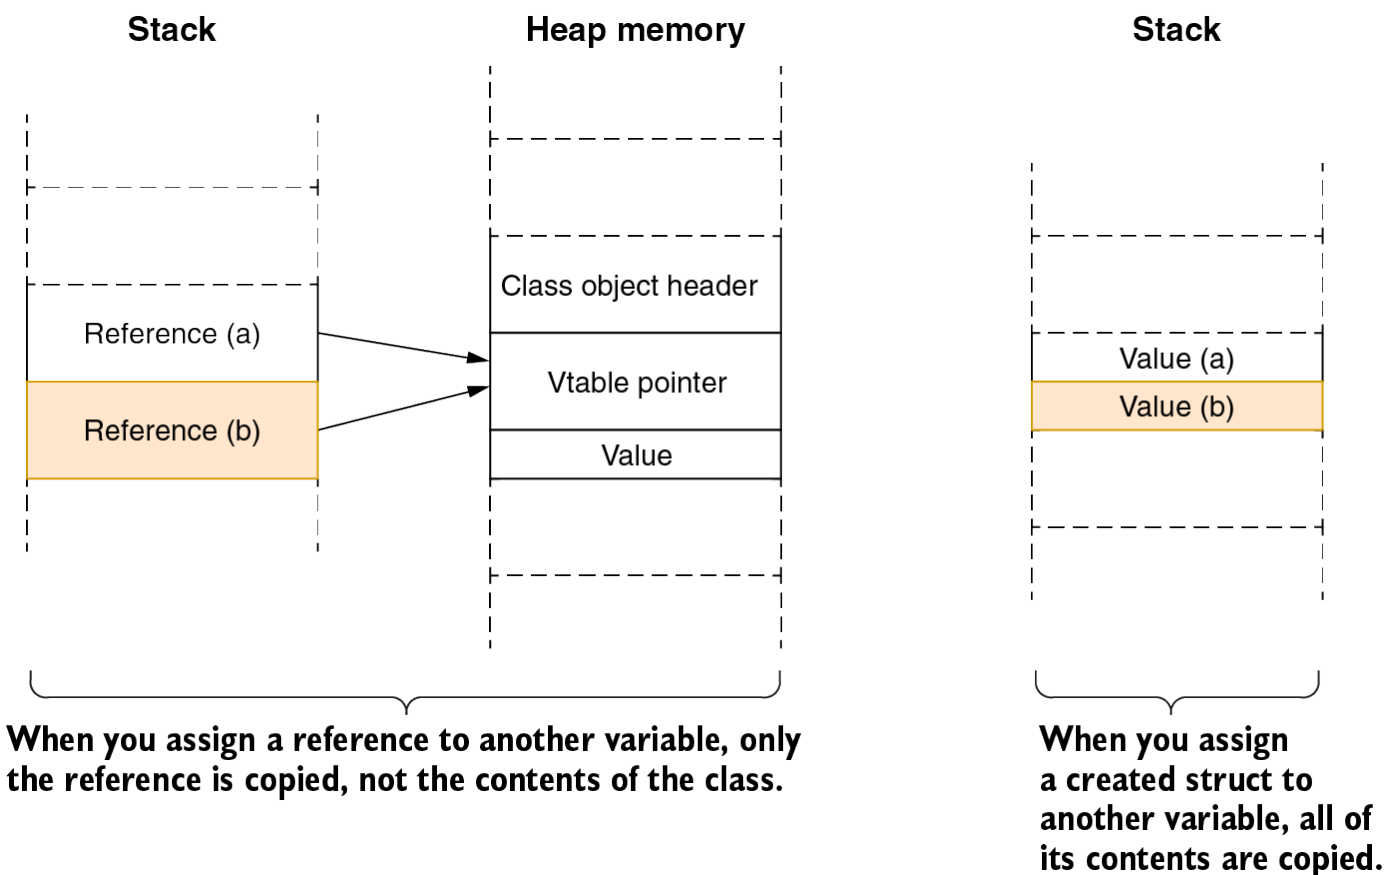 Stack
Heap memory
Stack
Class object header
Reference (a)
Vtable pointer
Reference (b)
Value
Value (a)
Value (b)
When you assign a reference to another variable, only
the reference is copied, not the contents of the class.
When you assign
a created struct to
another variable, all of
its contents are copied.